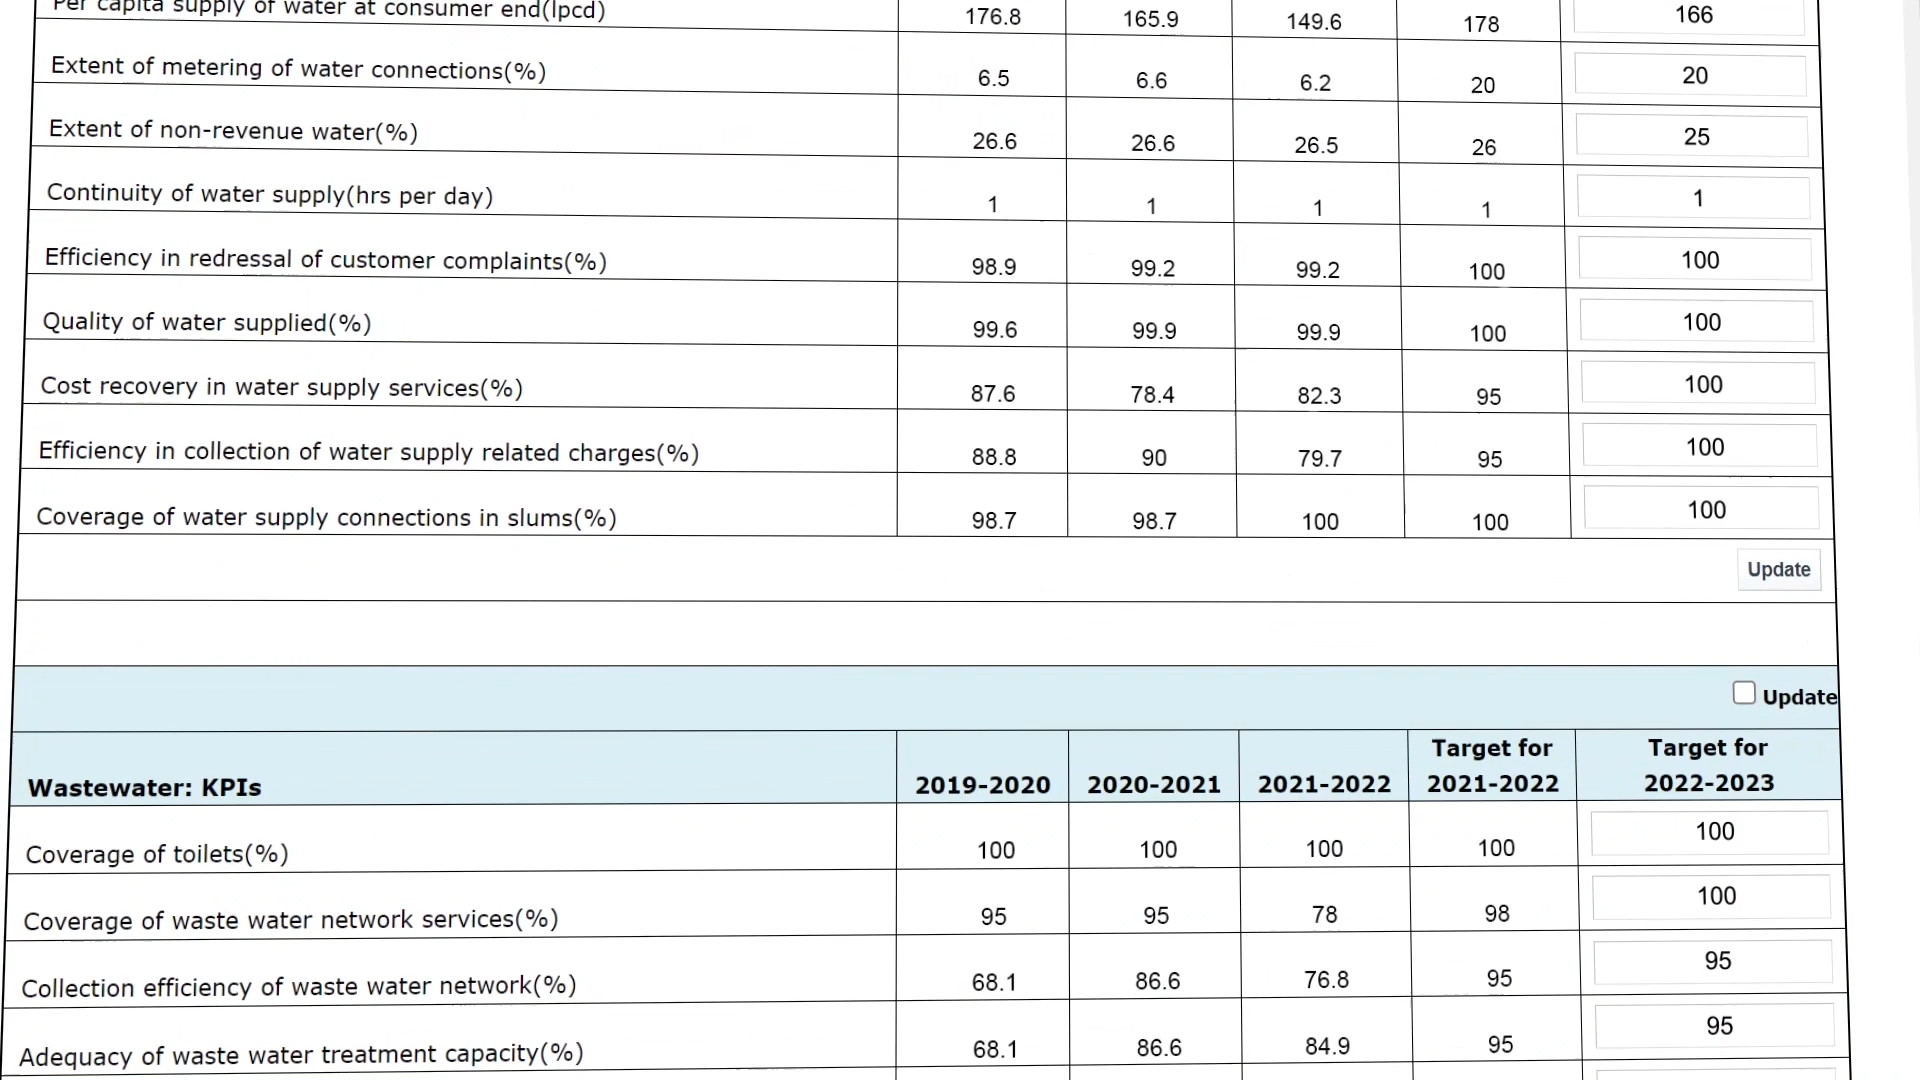 Per capita supply of water at consumer end(lpcd) 176.8 165.9 149.6 178 166
Extent of metering of water connections(%) 6.5 6.6 6.2 20 20
Extent of non-revenue water(%) 26.6 26.6 26.5 26 25
Continuity of water supply(hrs per day) 1 1 1 1 1
Efficiency in redressal of customer complaints(%) 98.9 99.2 99.2 100 100
Quality of water supplied(%) 99.6 99.9 99.9 100 100
Cost recovery in water supply services(%) 87.6 78.4 82.3 95 100
Efficiency in collection of water supply related charges(%) 88.8 90 79.7 95 100
Coverage of water supply connections in slums(%) 98.7 98.7 100 100 100
Update
Update
Wastewater: KPIs 2019-2020 2020-2021 2021-2022 Target for 2021-2022 Target for 2022-2023
Coverage of toilets(%) 100 100 100 100 100
Coverage of waste water network services(%) 95 95 78 98 100
Collection efficiency of waste water network(%) 68.1 86.6 76.8 95 95
Adequacy of waste water treatment capacity(%) 68.1 86.6 84.9 95 95